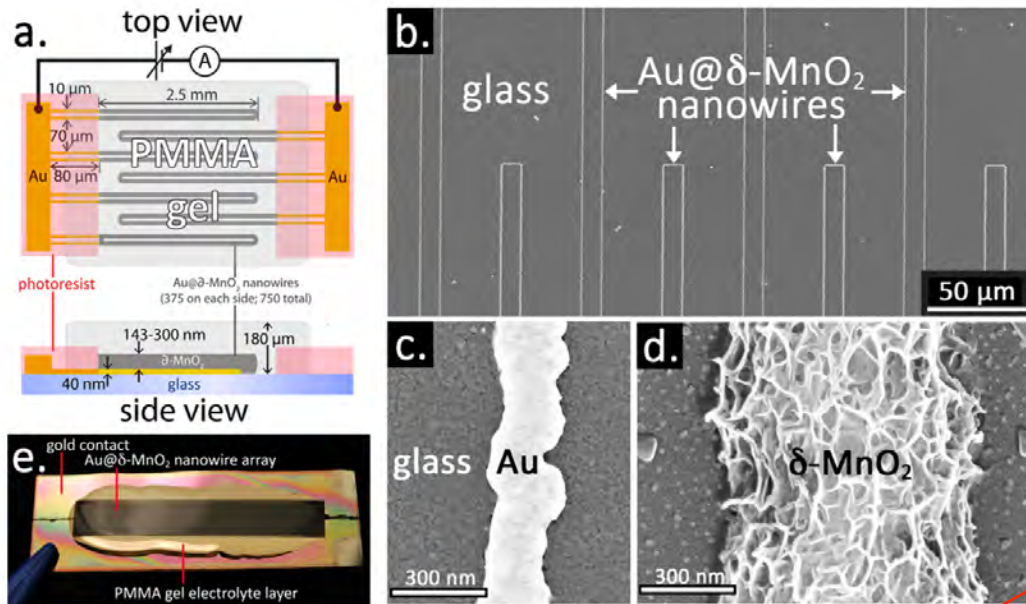 a.
top view
A
10 µm
2.5 mm
70 µm
PMMA
Au
Au
80 µm
gel
photoresist
Au@∂-MnO₂ nanowires
(375 on each side; 750 total)
143-300 nm
180 µm
∂-MnO₂
40 nm
glass
side view
b.
glass
Au@δ-MnO₂
nanowires
50 µm
c.
glass
Au
300 nm
d.
δ-MnO₂
300 nm
e.
gold contact
Au@δ-MnO₂ nanowire array
PMMA gel electrolyte layer